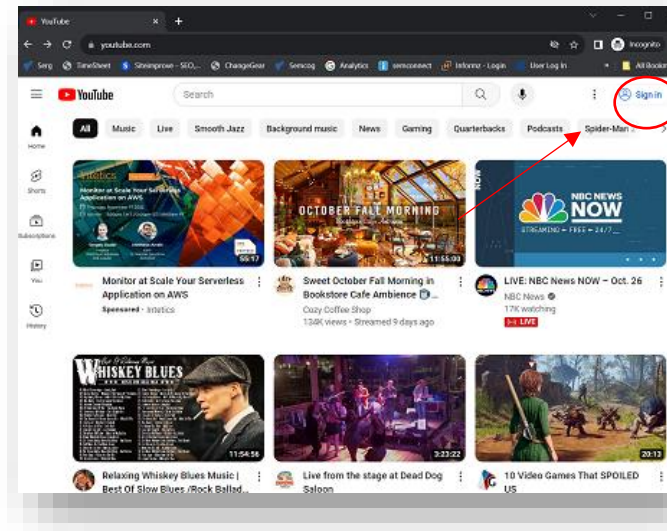 YouTube
youtube.com
Incognito
Serg TimeSheet Siteimprove - SEO,... ChangeGear Semcog Analytics semconnect Informz - Login User Log In All Bookm
YouTube
Search
Sign in
All Music Live Smooth Jazz Background music News Gaming Quarterbacks Podcasts Spider-Man
Home
Shorts
Subscriptions
You
History
intetics
Monitor at Scale Your Serverless
Application on AWS
55:17
OCTOBER FALL MORNING
11:55:00
NOW
NBC NEWS
NOW
STREAMING • FREE • 24/7
Monitor at Scale Your Serverless
Application on AWS
Sponsored · Intetics
Sweet October Fall Morning in
Bookstore Cafe Ambience
Cozy Coffee Shop
134K views • Streamed 9 days ago
LIVE: NBC News NOW – Oct. 26
NBC News
17K watching
LIVE
WHISKEY BLUES
11:54:56
3:23:22
20:13
Relaxing Whiskey Blues Music |
Best Of Slow Blues /Rock Ballad...
Live from the stage at Dead Dog
Saloon
10 Video Games That SPOILED
US